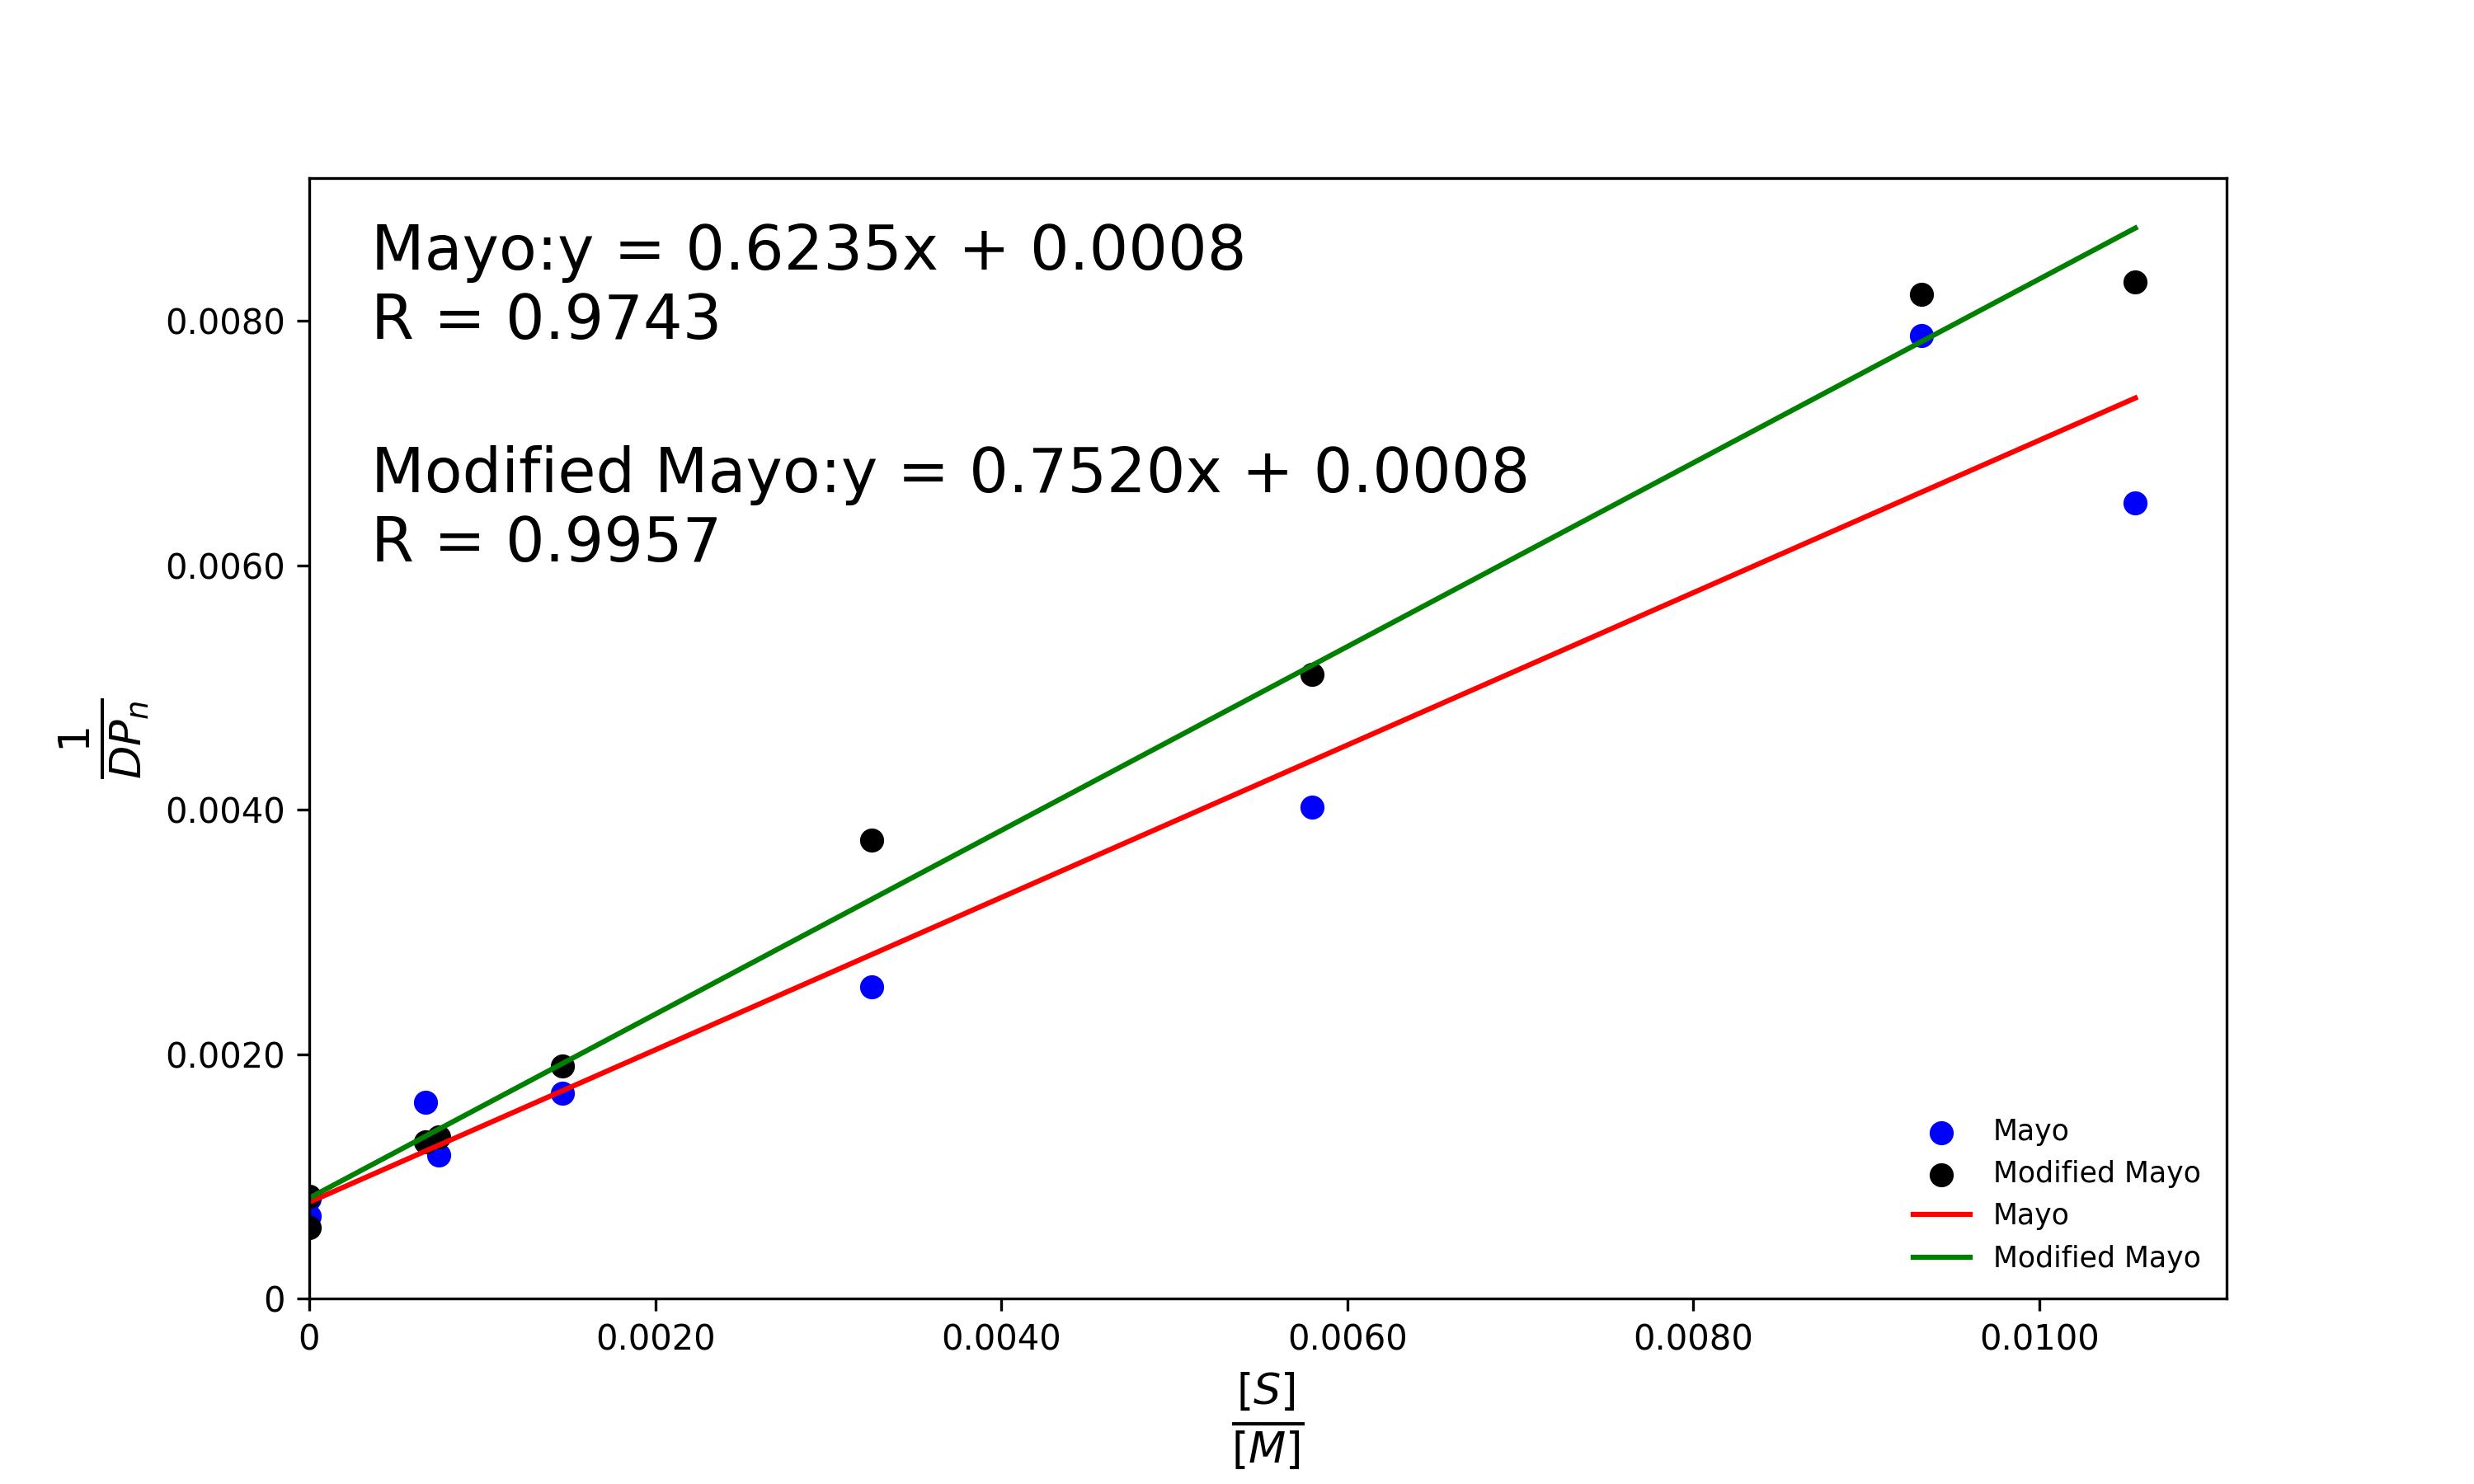 Mayo:y = 0.6235x + 0.0008
R = 0.9743
Modified Mayo:y = 0.7520x + 0.0008
R = 0.9957
0.0080
0.0060
0.0040
0.0020
0
1
DPn
0
0.0020
0.0040
0.0060
0.0080
0.0100
[S]
[M]
Mayo
Modified Mayo
Mayo
Modified Mayo